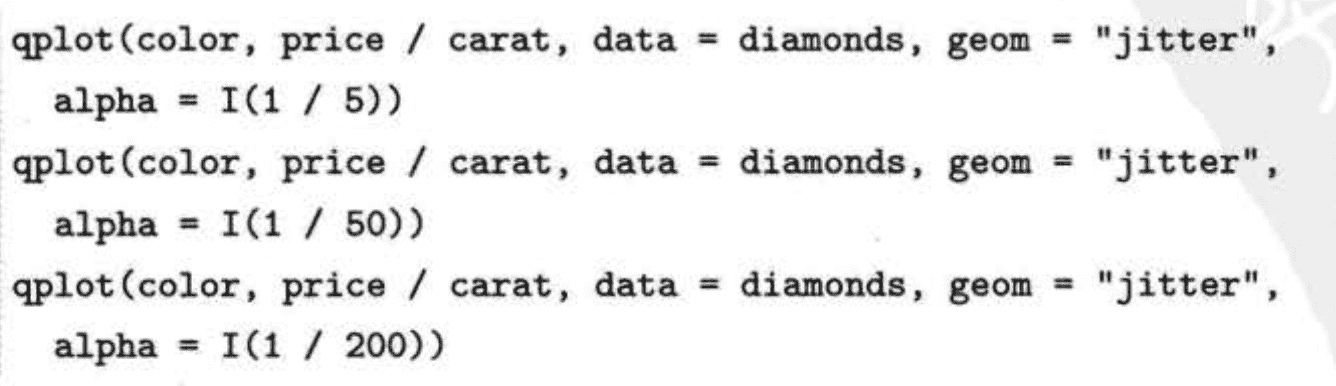 qplot(color, price / carat, data = diamonds, geom = "jitter",
alpha = I(1 / 5))
qplot(color, price / carat, data = diamonds, geom = "jitter",
alpha = I(1 / 50))
qplot(color, price / carat, data = diamonds, geom = "jitter",
alpha = I(1 / 200))